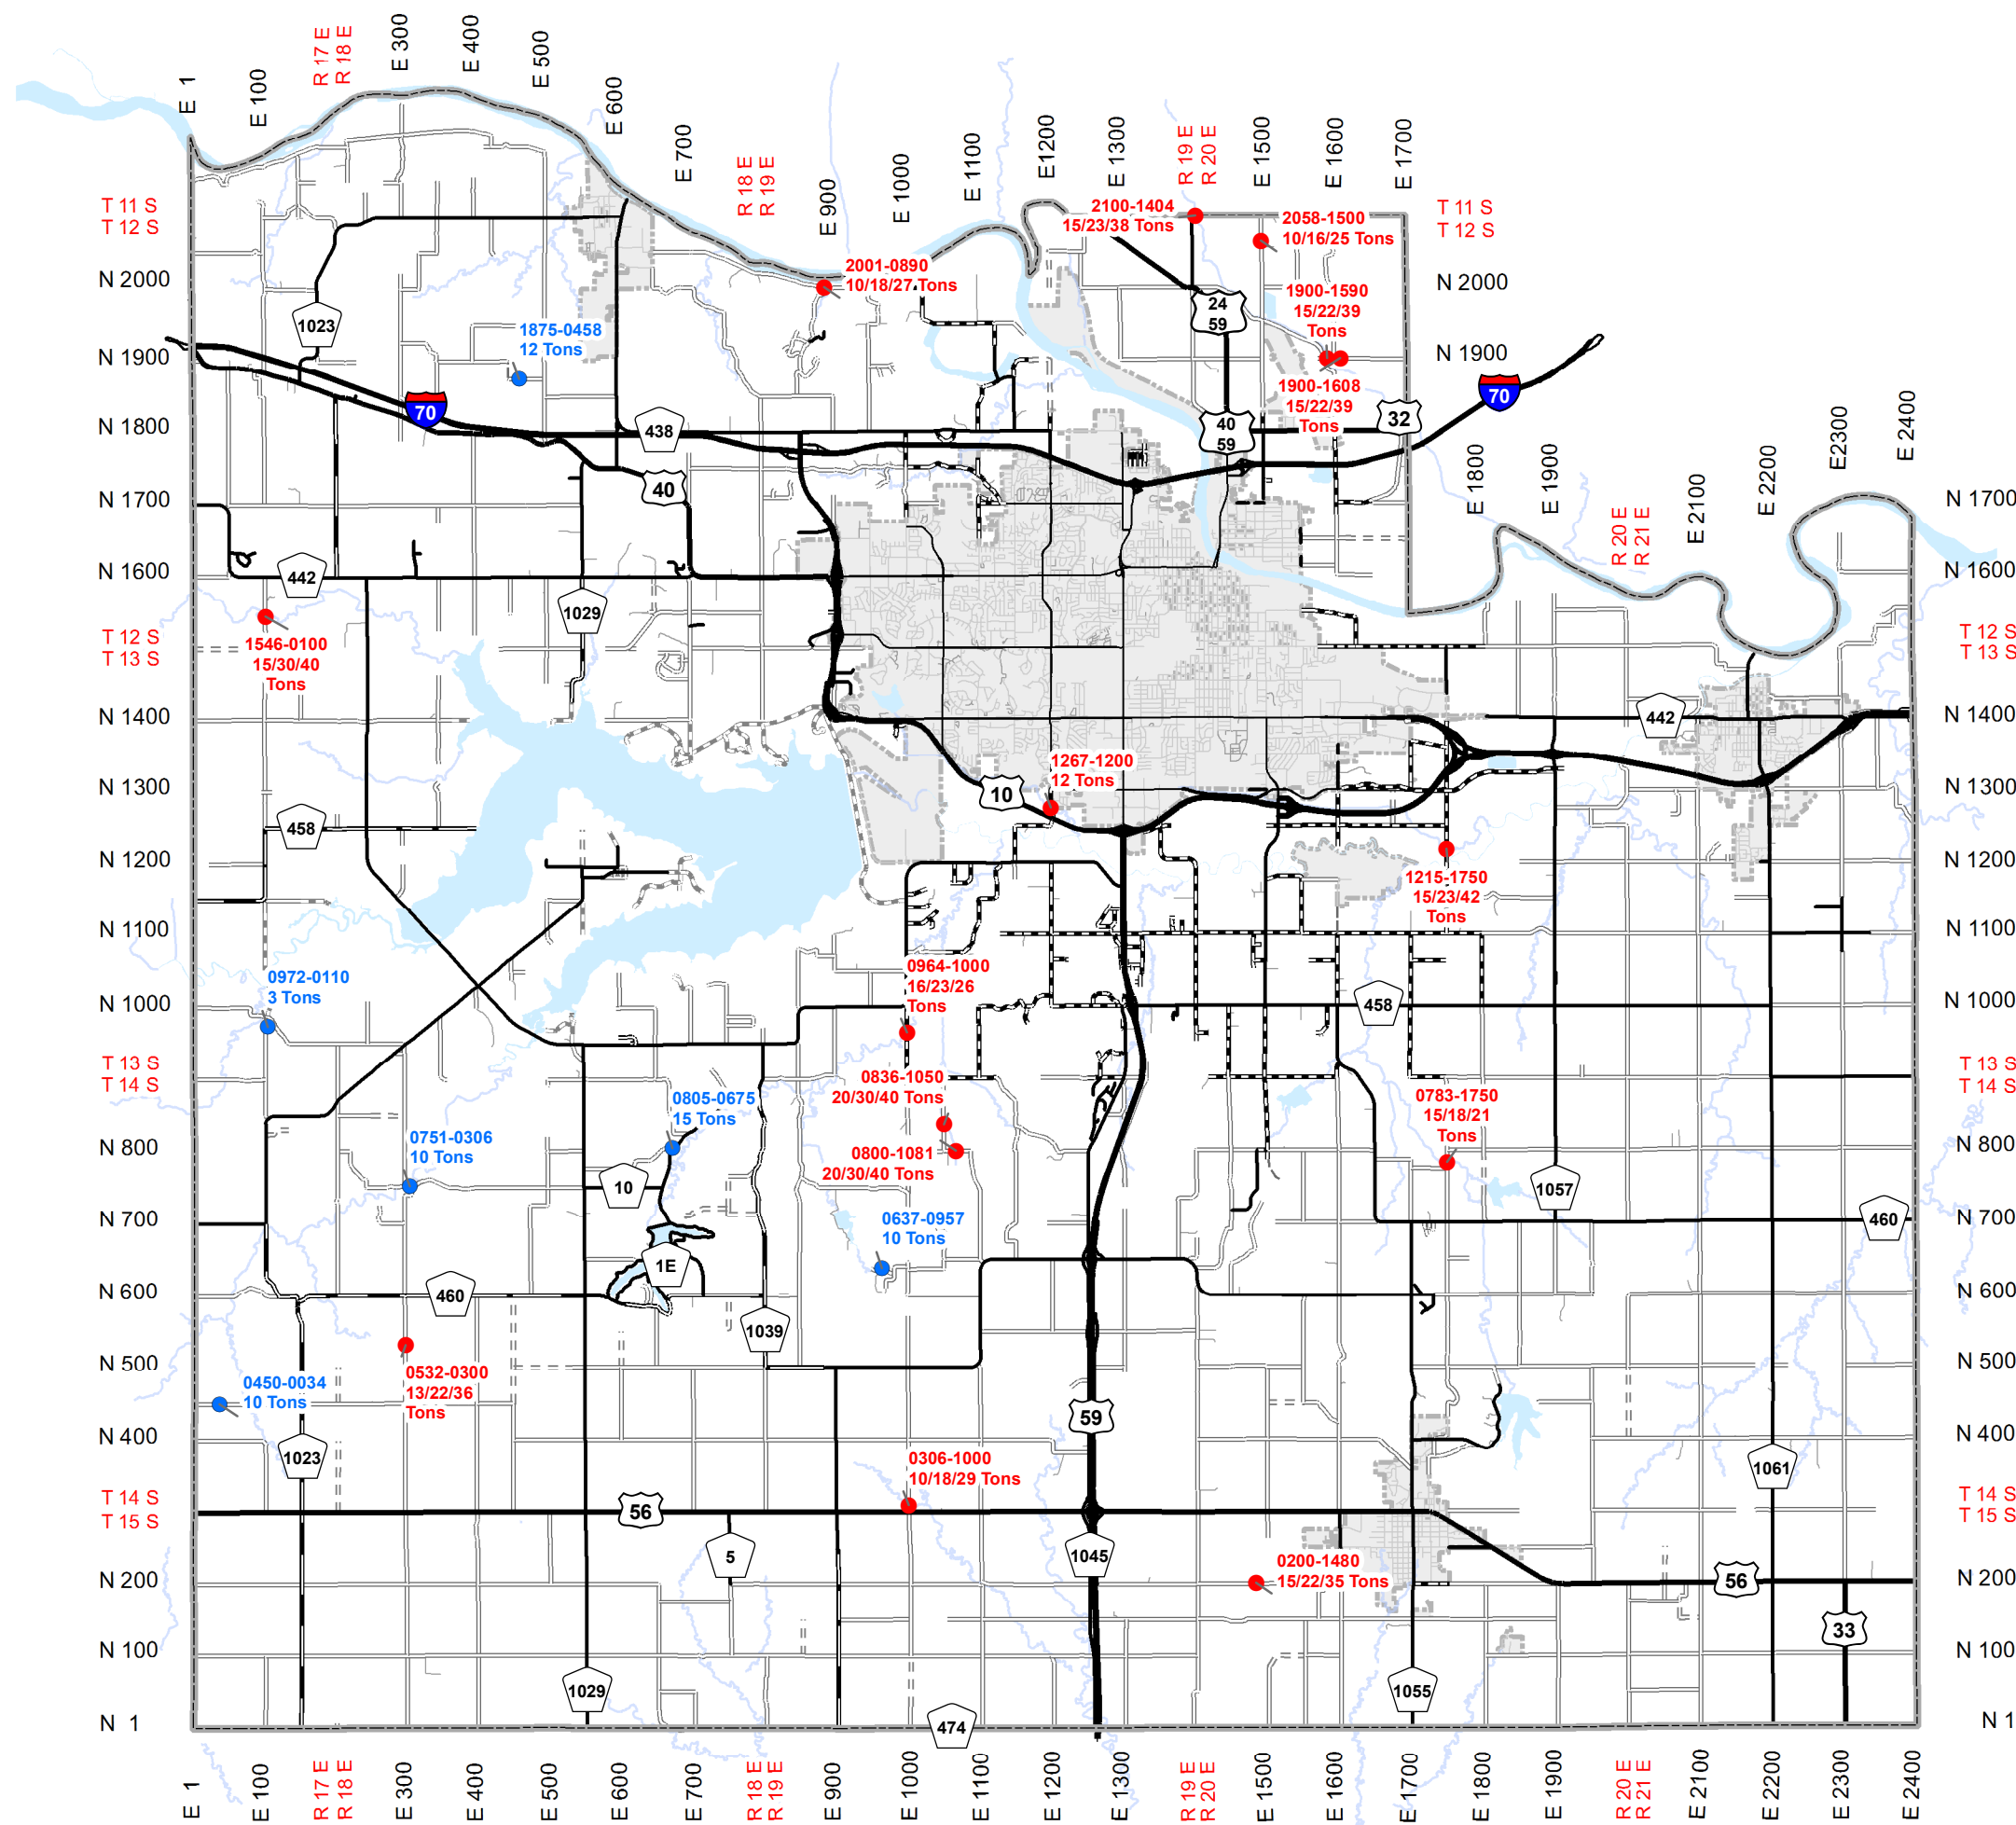 E 1
E 100
R 17 E
R 18 E
E 300
E 400
E 500
E 600
E 700
R 18 E
R 19 E
E 900
E 1000
E 1100
E1200
E 1300
R 19 E
R 20 E
E 1500
E 1600
E 1700
T 11 S
T 12 S
T 11 S
T 12 S
2100-1404
15/23/38 Tons
2058-1500
10/16/25 Tons
N 2000
2001-0890
10/18/27 Tons
N 2000
1900-1590
15/22/39
Tons
24
59
1023
1875-0458
12 Tons
N 1900
N 1900
1900-1608
15/22/39
Tons
70
70
N 1800
438
40
59
32
E 1800
E 1900
R 20 E
R 21 E
E 2100
E 2200
E2300
E 2400
40
N 1700
N 1700
N 1600
442
1029
N 1600
T 12 S
T 13 S
1546-0100
15/30/40
Tons
T 12 S
T 13 S
N 1400
442
N 1400
1267-1200
12 Tons
N 1300
10
N 1300
458
N 1200
N 1200
1215-1750
15/23/42
Tons
N 1100
N 1100
0972-0110
3 Tons
0964-1000
16/23/26
Tons
N 1000
458
N 1000
T 13 S
T 14 S
T 13 S
T 14 S
0836-1050
20/30/40 Tons
0805-0675
15 Tons
0783-1750
15/18/21
Tons
0751-0306
10 Tons
N 800
N 800
0800-1081
20/30/40 Tons
10
1057
N 700
0637-0957
10 Tons
460
N 700
1E
N 600
460
N 600
1039
N 500
N 500
0450-0034
10 Tons
0532-0300
13/22/36
Tons
59
N 400
N 400
1023
0306-1000
10/18/29 Tons
1061
T 14 S
T 15 S
56
T 14 S
T 15 S
5
1045
0200-1480
15/22/35 Tons
N 200
56
N 200
33
N 100
N 100
1029
1055
N 1
474
N 1
E 1
E 100
R 17 E
R 18 E
E 300
E 400
E 500
E 600
E 700
R 18 E
R 19 E
E 900
E 1000
E 1100
E 1200
E 1300
R 19 E
R 20 E
E 1500
E 1600
E 1700
E 1800
E 1900
R 20 E
R 21 E
E 2100
E 2200
E 2300
E 2400